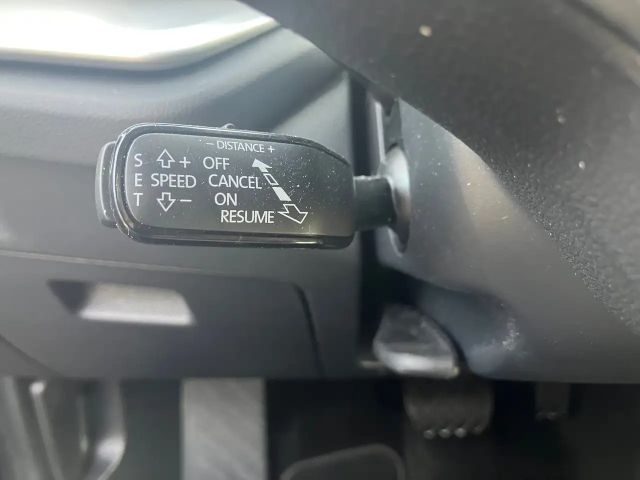 - DISTANCE +
S + OFF
E SPEED CANCEL
T - ON
RESUME